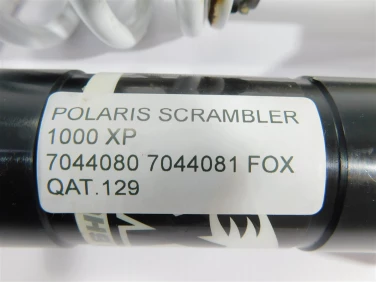 POLARIS SCRAMBLER
1000 XP
7044080 7044081 FOX
QAT.129